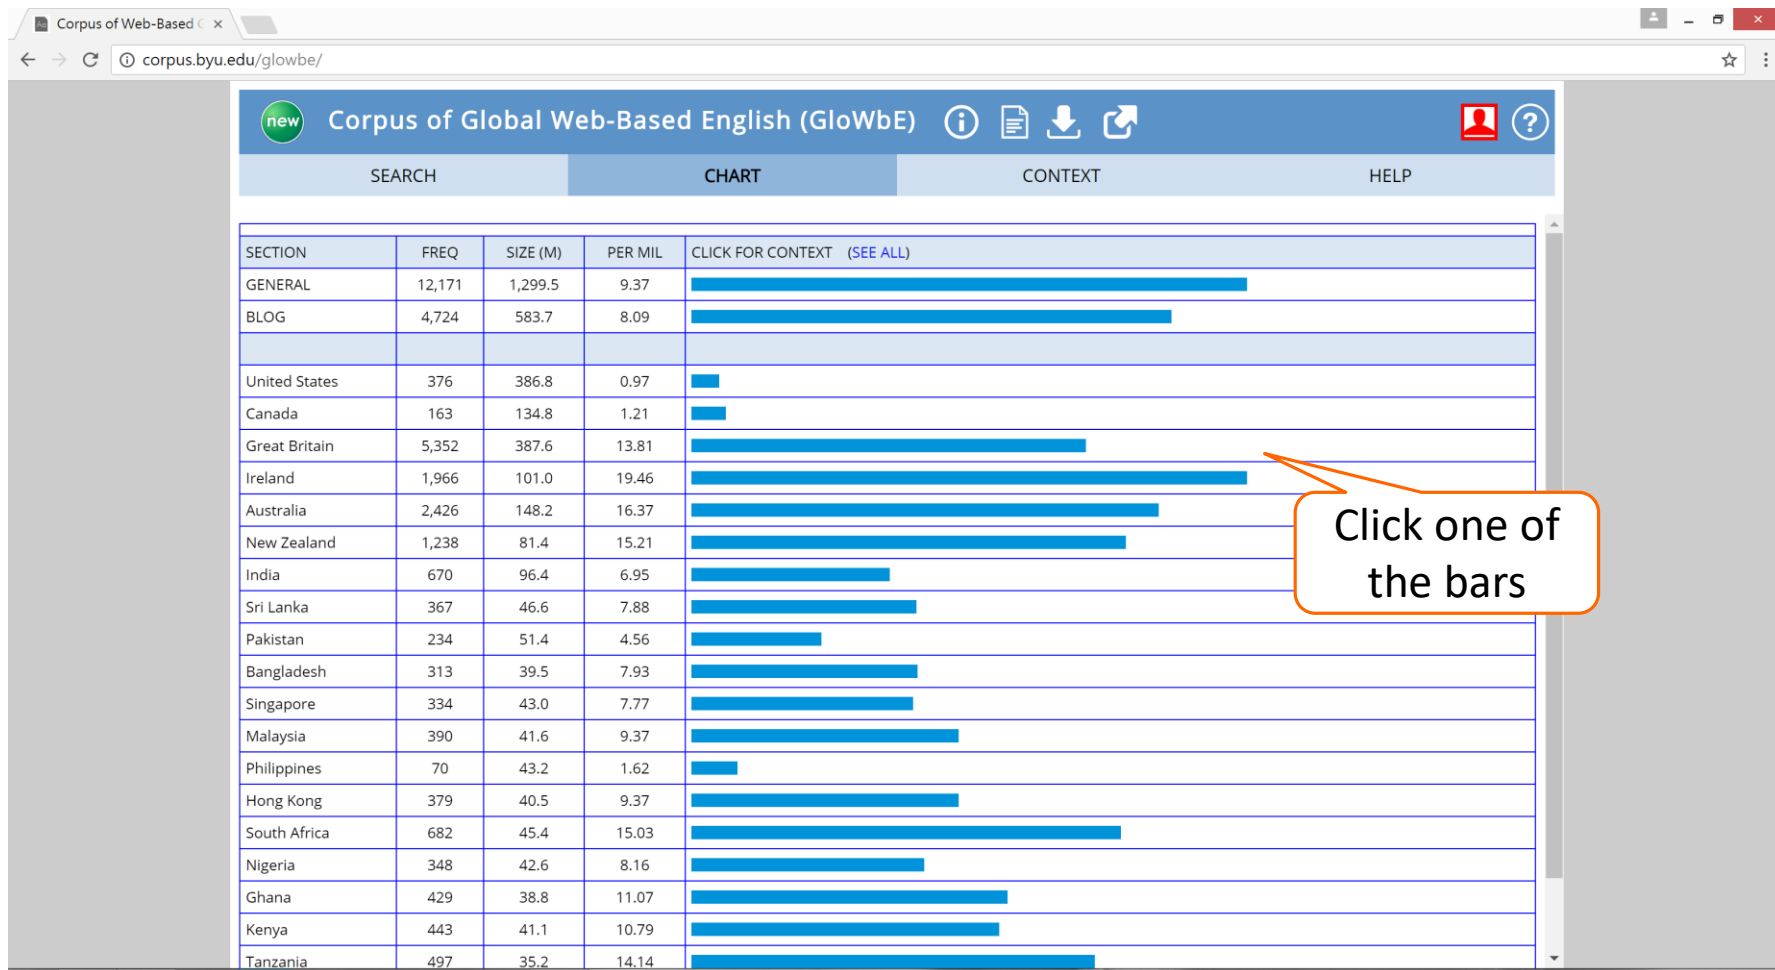 Corpus of Web-Based C
corpus.byu.edu/glowbe/
new Corpus of Global Web-Based English (GloWbE)
SEARCH CHART CONTEXT HELP
SECTION FREQ SIZE (M) PER MIL CLICK FOR CONTEXT (SEE ALL)
GENERAL 12,171 1,299.5 9.37
BLOG 4,724 583.7 8.09
United States 376 386.8 0.97
Canada 163 134.8 1.21
Great Britain 5,352 387.6 13.81
Ireland 1,966 101.0 19.46
Australia 2,426 148.2 16.37
New Zealand 1,238 81.4 15.21
India 670 96.4 6.95
Sri Lanka 367 46.6 7.88
Pakistan 234 51.4 4.56
Bangladesh 313 39.5 7.93
Singapore 334 43.0 7.77
Malaysia 390 41.6 9.37
Philippines 70 43.2 1.62
Hong Kong 379 40.5 9.37
South Africa 682 45.4 15.03
Nigeria 348 42.6 8.16
Ghana 429 38.8 11.07
Kenya 443 41.1 10.79
Tanzania 497 35.2 14.14
Click one of
the bars